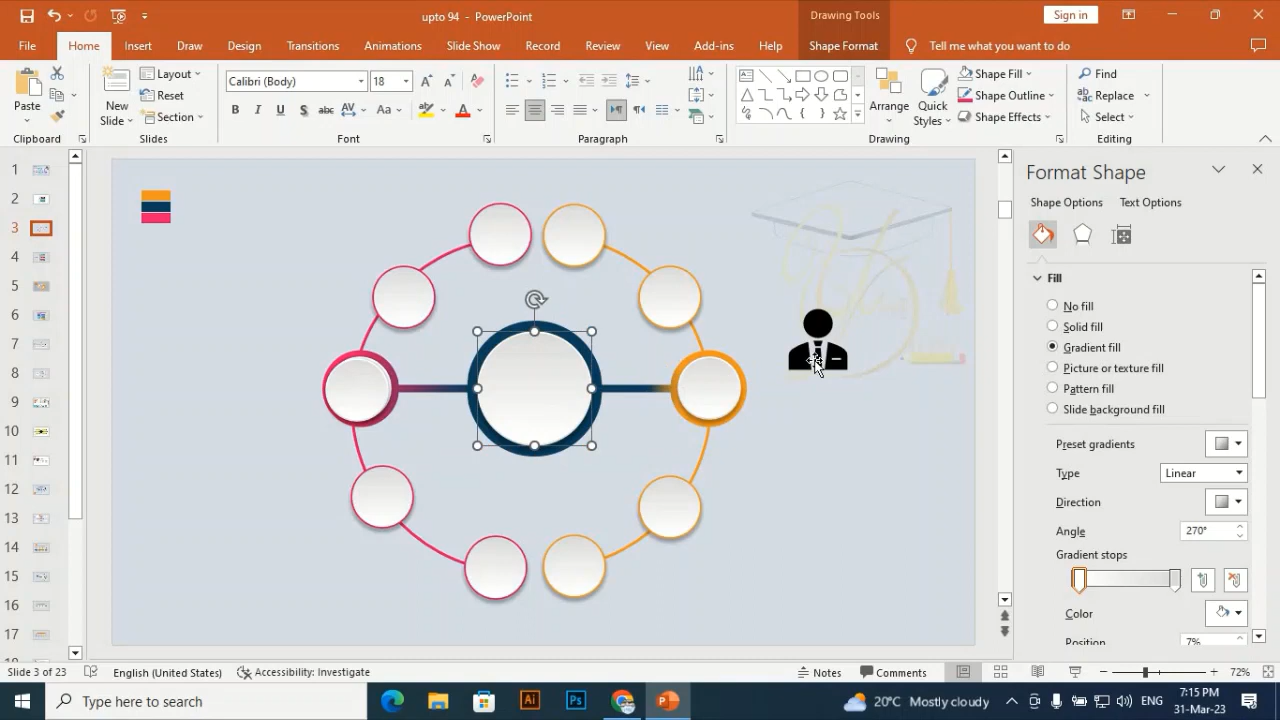 upto 94 - PowerPoint
Drawing Tools
Sign in
File
Home
Insert
Draw
Design
Transitions
Animations
Slide Show
Record
Review
View
Add-ins
Help
Shape Format
Tell me what you want to do
Paste
New
Slide
Layout
Reset
Section
Calibri (Body)
18
Arrange
Quick
Styles
Shape Fill
Shape Outline
Shape Effects
Find
Replace
Select
Clipboard
Slides
Font
Paragraph
Drawing
Editing
1
2
3
4
5
6
7
8
9
10
11
12
13
14
15
16
17
Format Shape
Shape Options
Text Options
Fill
No fill
Solid fill
Gradient fill
Picture or texture fill
Pattern fill
Slide background fill
Preset gradients
Type
Linear
Direction
Angle
270°
Gradient stops
Color
Position
7%
Slide 3 of 23
English (United States)
Accessibility: Investigate
Notes
Comments
72%
Type here to search
20°C Mostly cloudy
ENG
7:15 PM
31-Mar-23